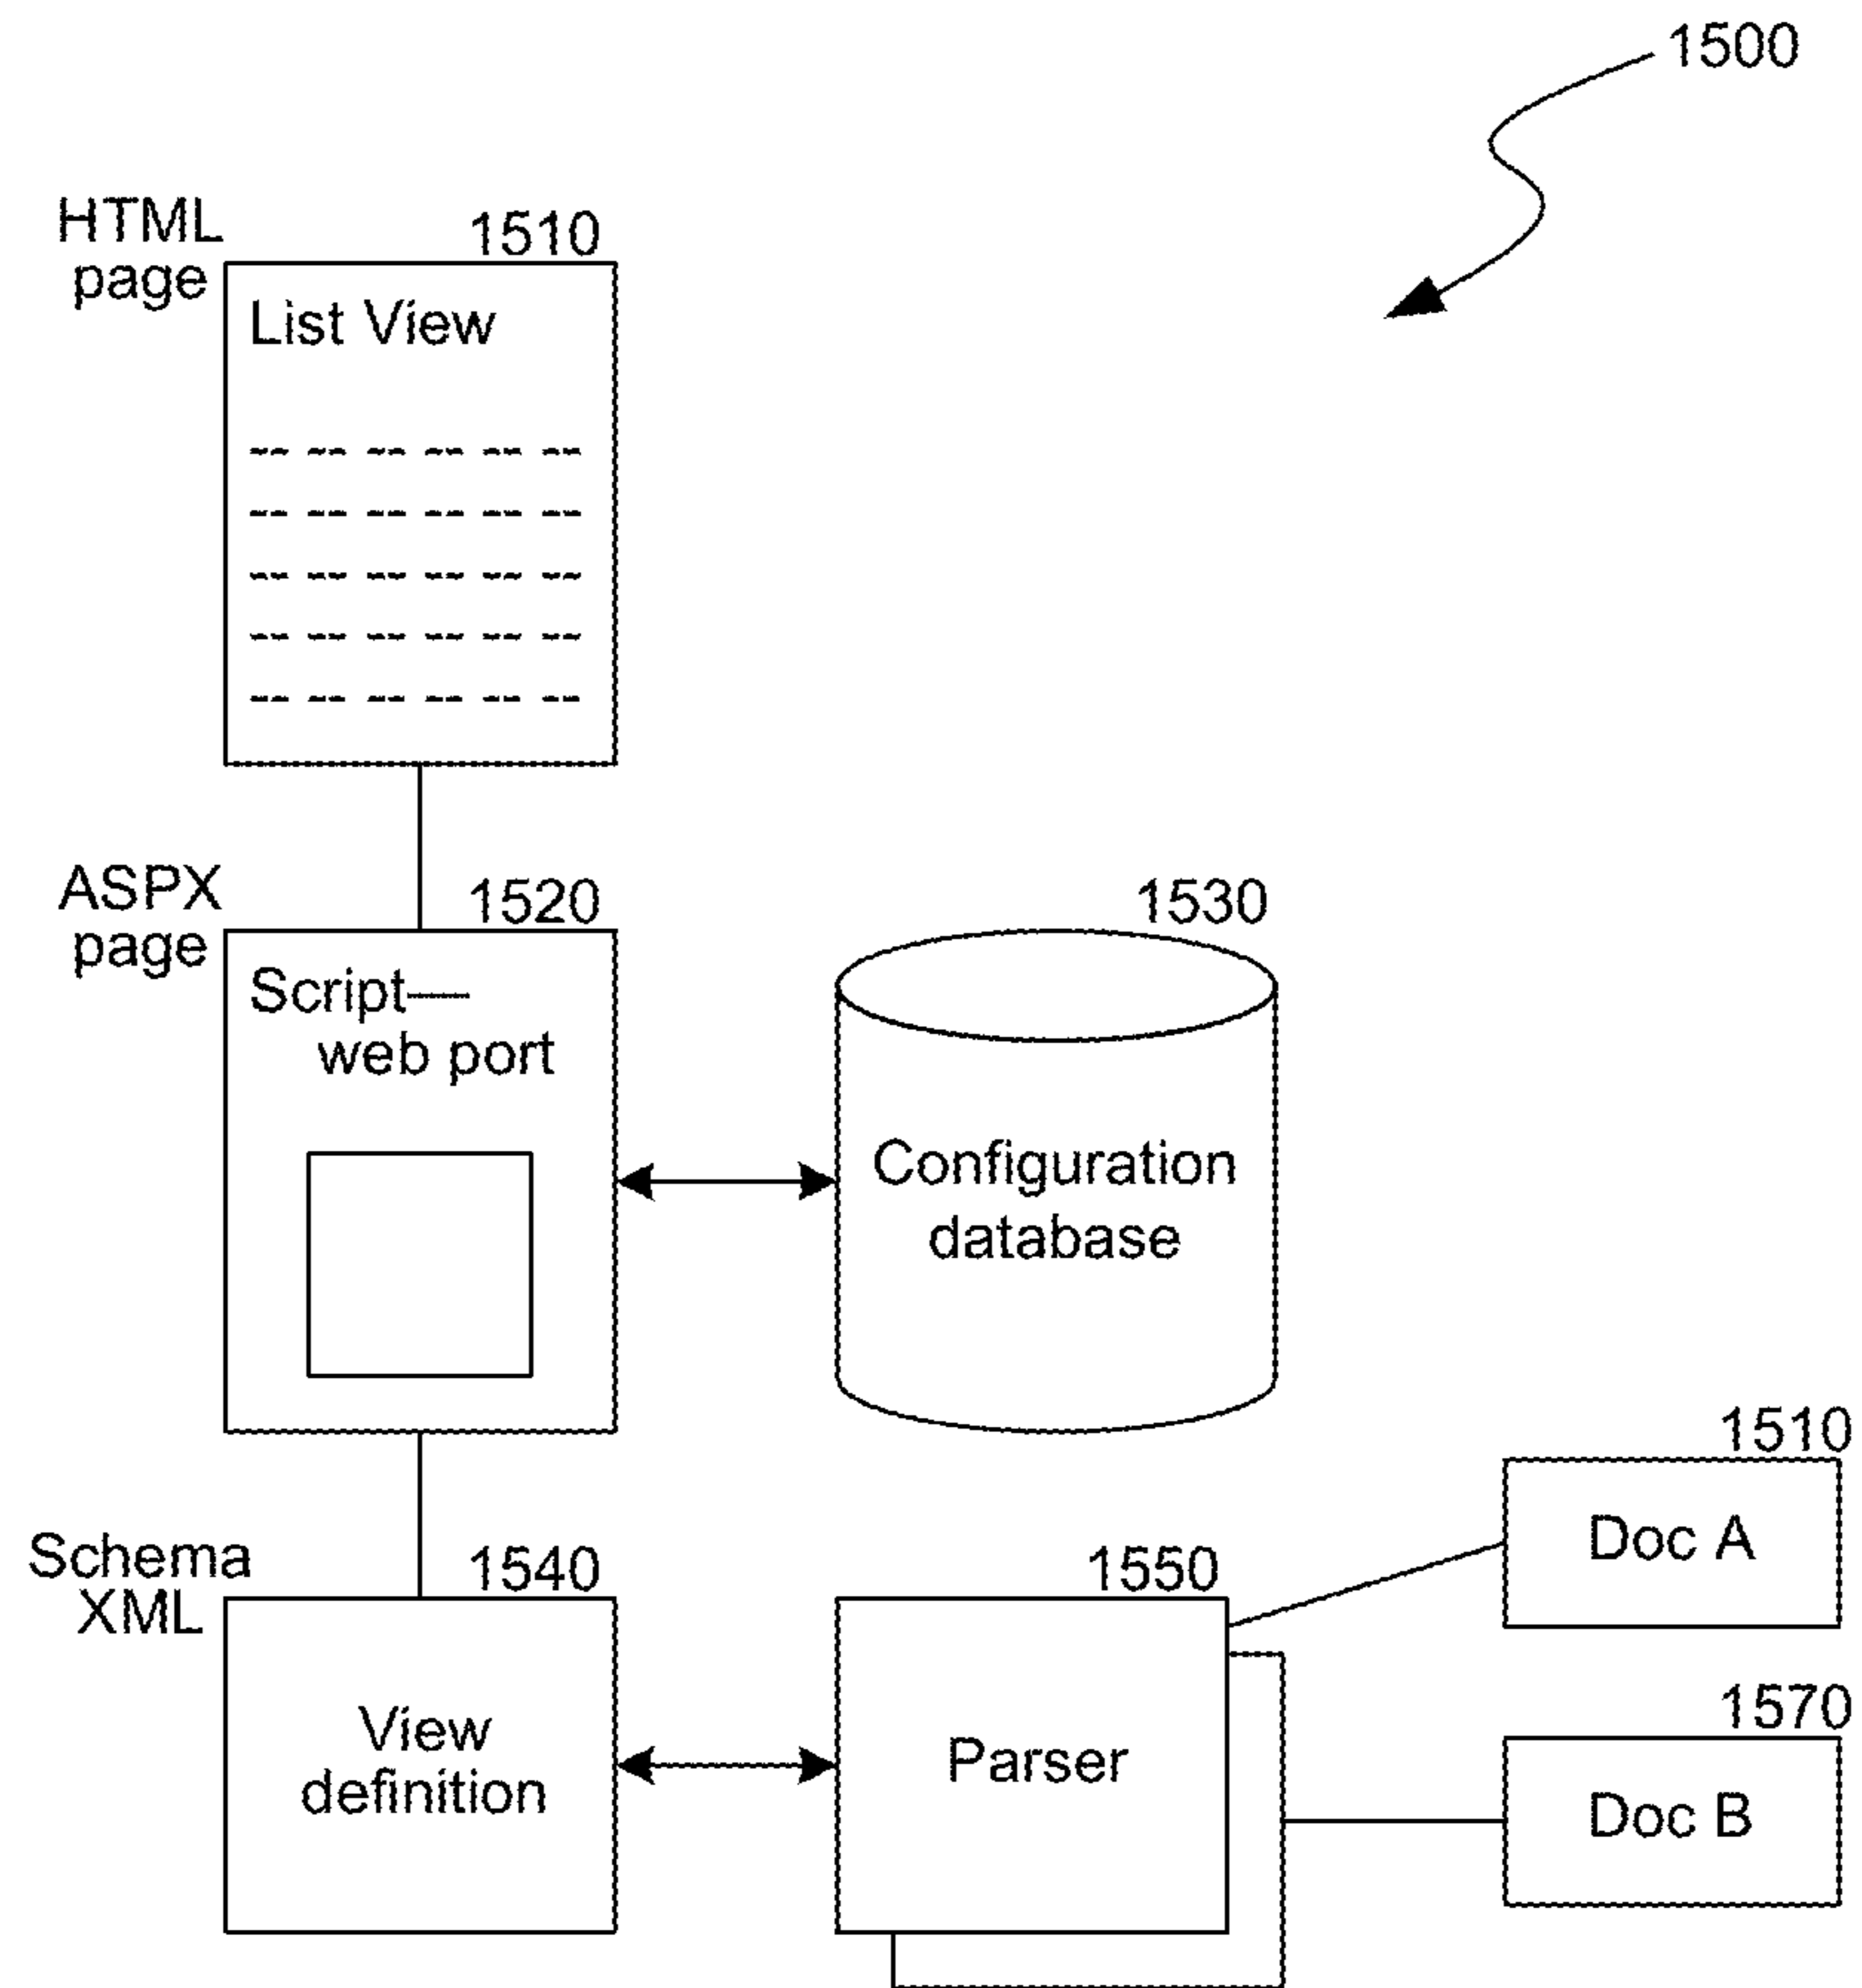 1500
HTML
page
1510
List View
ASPX
page
1520
Script—
web port
1530
Configuration
database
Schema
XML
1540
View
definition
1550
Parser
1510
Doc A
1570
Doc B